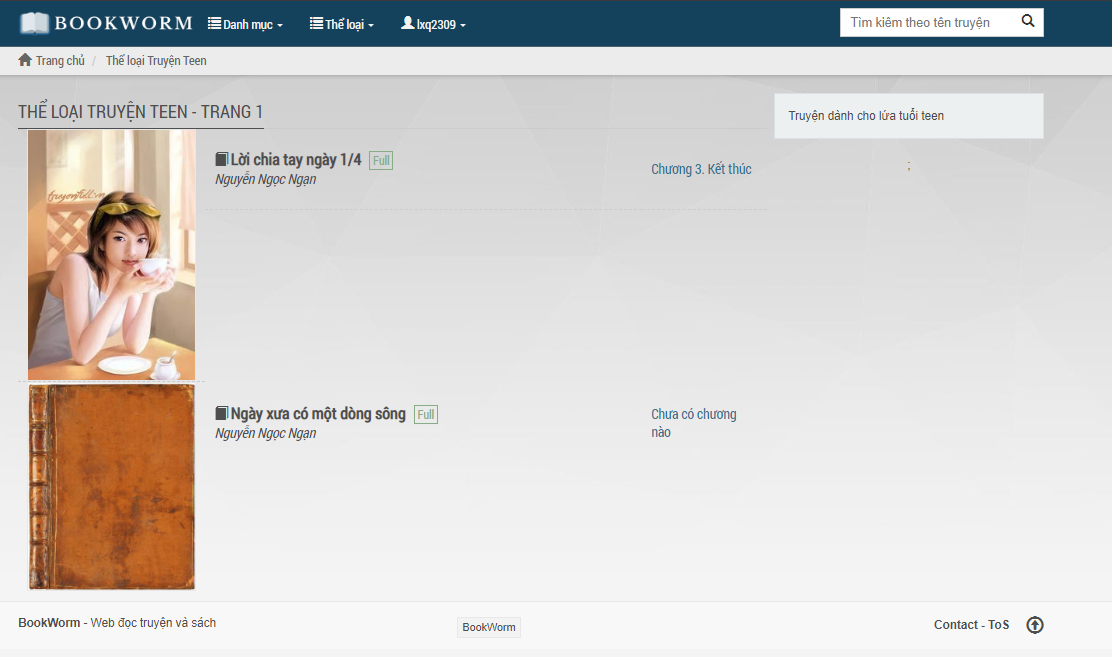 BOOKWORM Danh mục Thể loại lxq2309 Tìm kiếm theo tên truyện
Trang chủ / Thể loại Truyện Teen
THỂ LOẠI TRUYỆN TEEN - TRANG 1
Truyện dành cho lứa tuổi teen
Lời chia tay ngày 1/4 Full
Nguyễn Ngọc Ngạn
Chương 3. Kết thúc
;
truyenfull.vn
Ngày xưa có một dòng sông Full
Nguyễn Ngọc Ngạn
Chưa có chương
nào
BookWorm - Web đọc truyện và sách
BookWorm
Contact - ToS